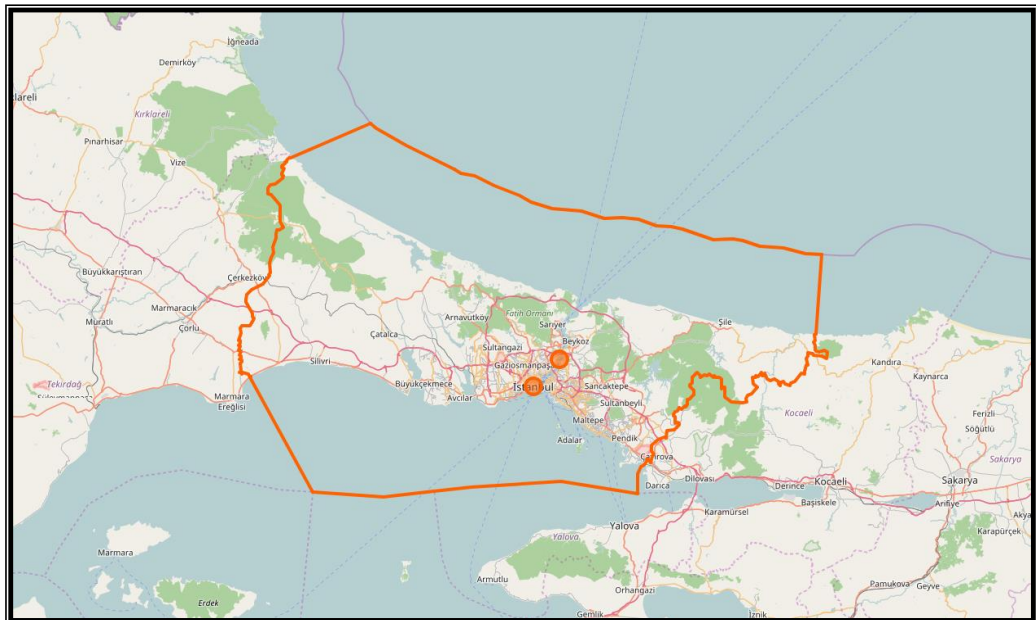 İğneada
Demirköy
klareli
Kırklareli
Pınarhisar
Vize
Büyükkarıştıran
Çerkezköy
Marmaracık
Muratlı
Çorlu
Arnavutköy
Fatih Ormanı
Sarıyer
Çatalca
Sultangazi
Beykoz
Şile
Silivri
Gaziosmanpaşa
Kandıra
Kaynarca
Tekirdağ
Süleymanpaşa
Büyükçekmece
Avcılar
İstanbul
Sancaktepe
Sultanbeyli
Marmara
Ereğlisi
Maltepe
Kocaeli
Ferizli
Söğütlü
Adalar
Pendik
Çayırova
Sakarya
Darıca
Dilovası
Derince
Kocaeli
Sakarya
Başiskele
Arifiye
Karamürsel
Akya
Yalova
Karapürçek
Yalova
Marmara
Armutlu
Orhangazi
Pamukova
Geyve
Erdek
Gemlik
İznik